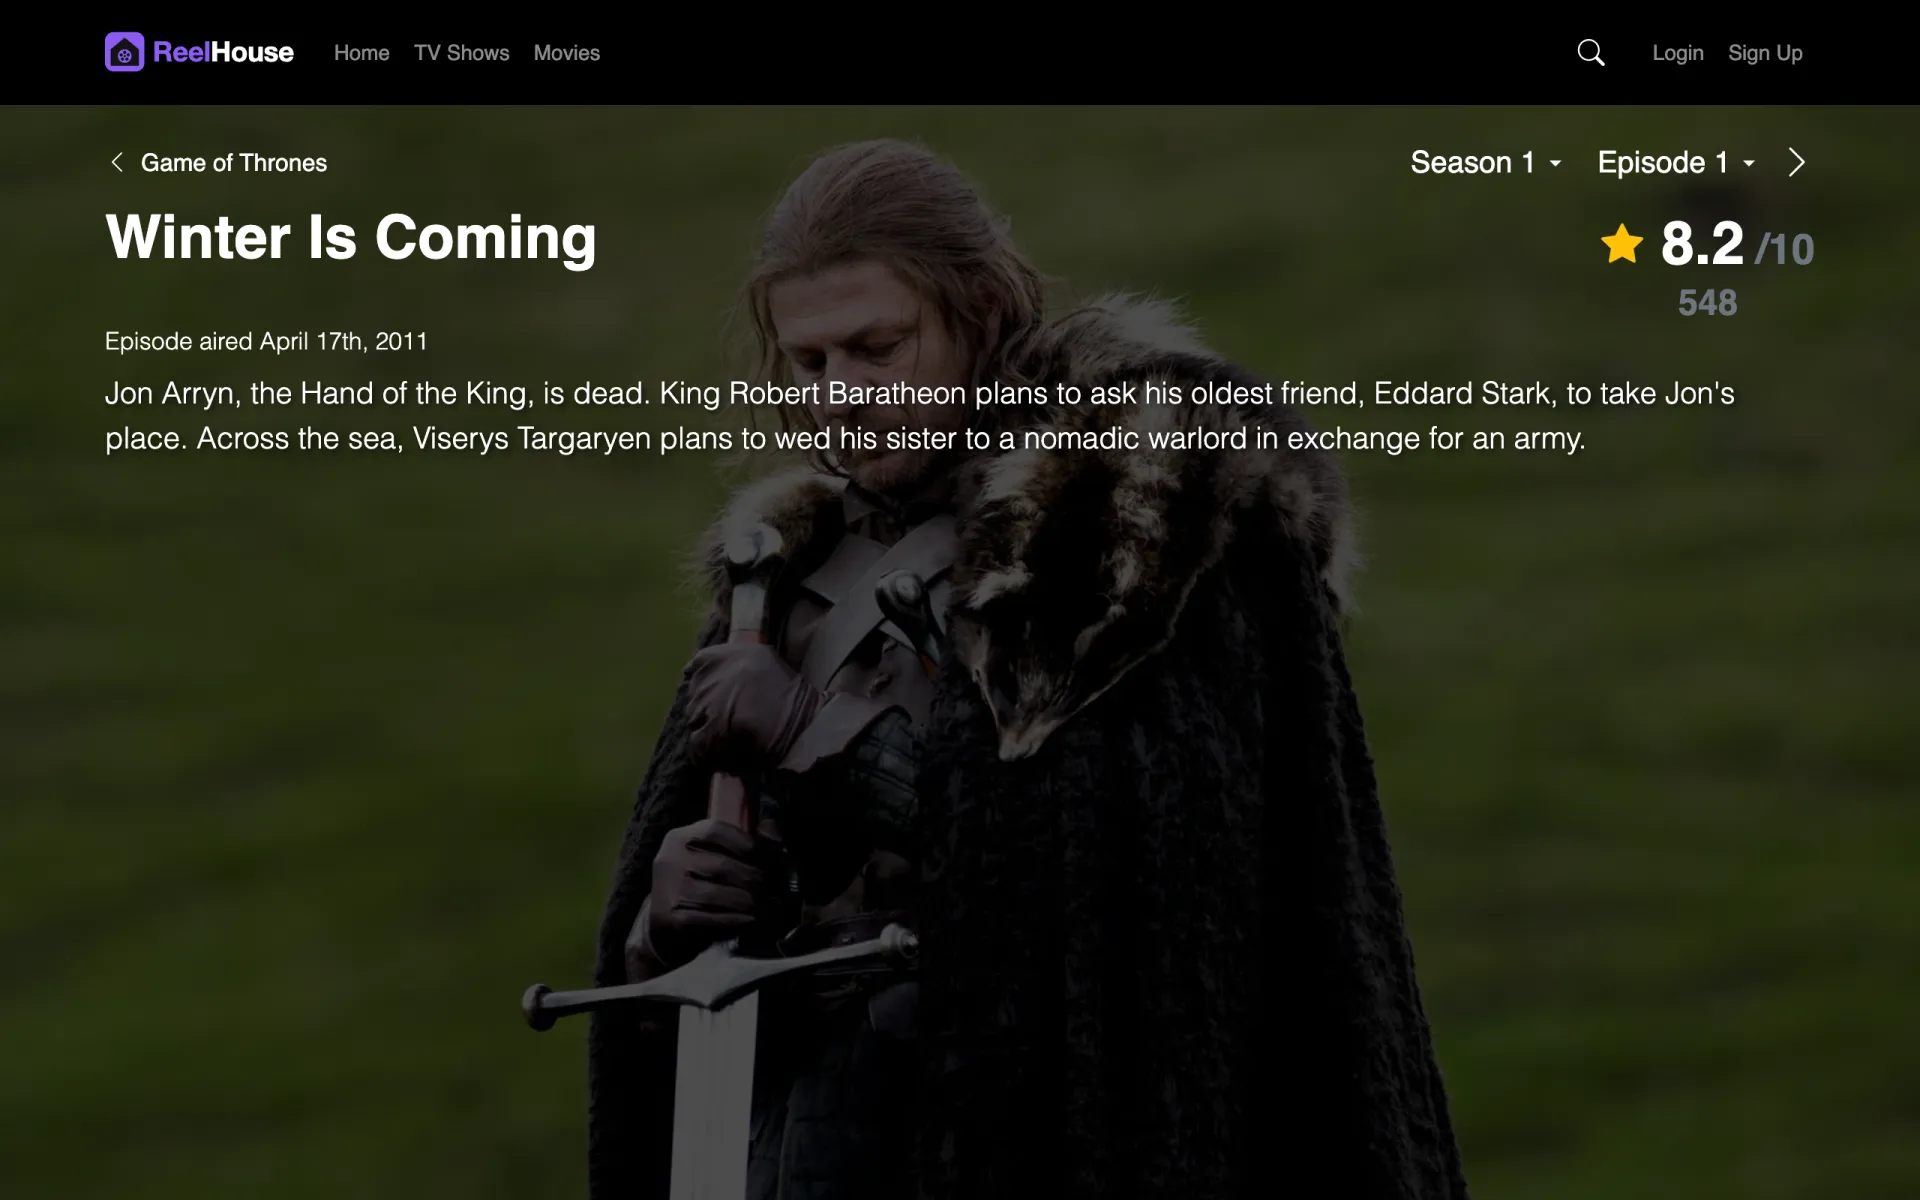 ReelHouse Home TV Shows Movies Login Sign Up
Game of Thrones Season 1 Episode 1
Winter Is Coming
8.2 /10
548
Episode aired April 17th, 2011
Jon Arryn, the Hand of the King, is dead. King Robert Baratheon plans to ask his oldest friend, Eddard Stark, to take Jon's
place. Across the sea, Viserys Targaryen plans to wed his sister to a nomadic warlord in exchange for an army.